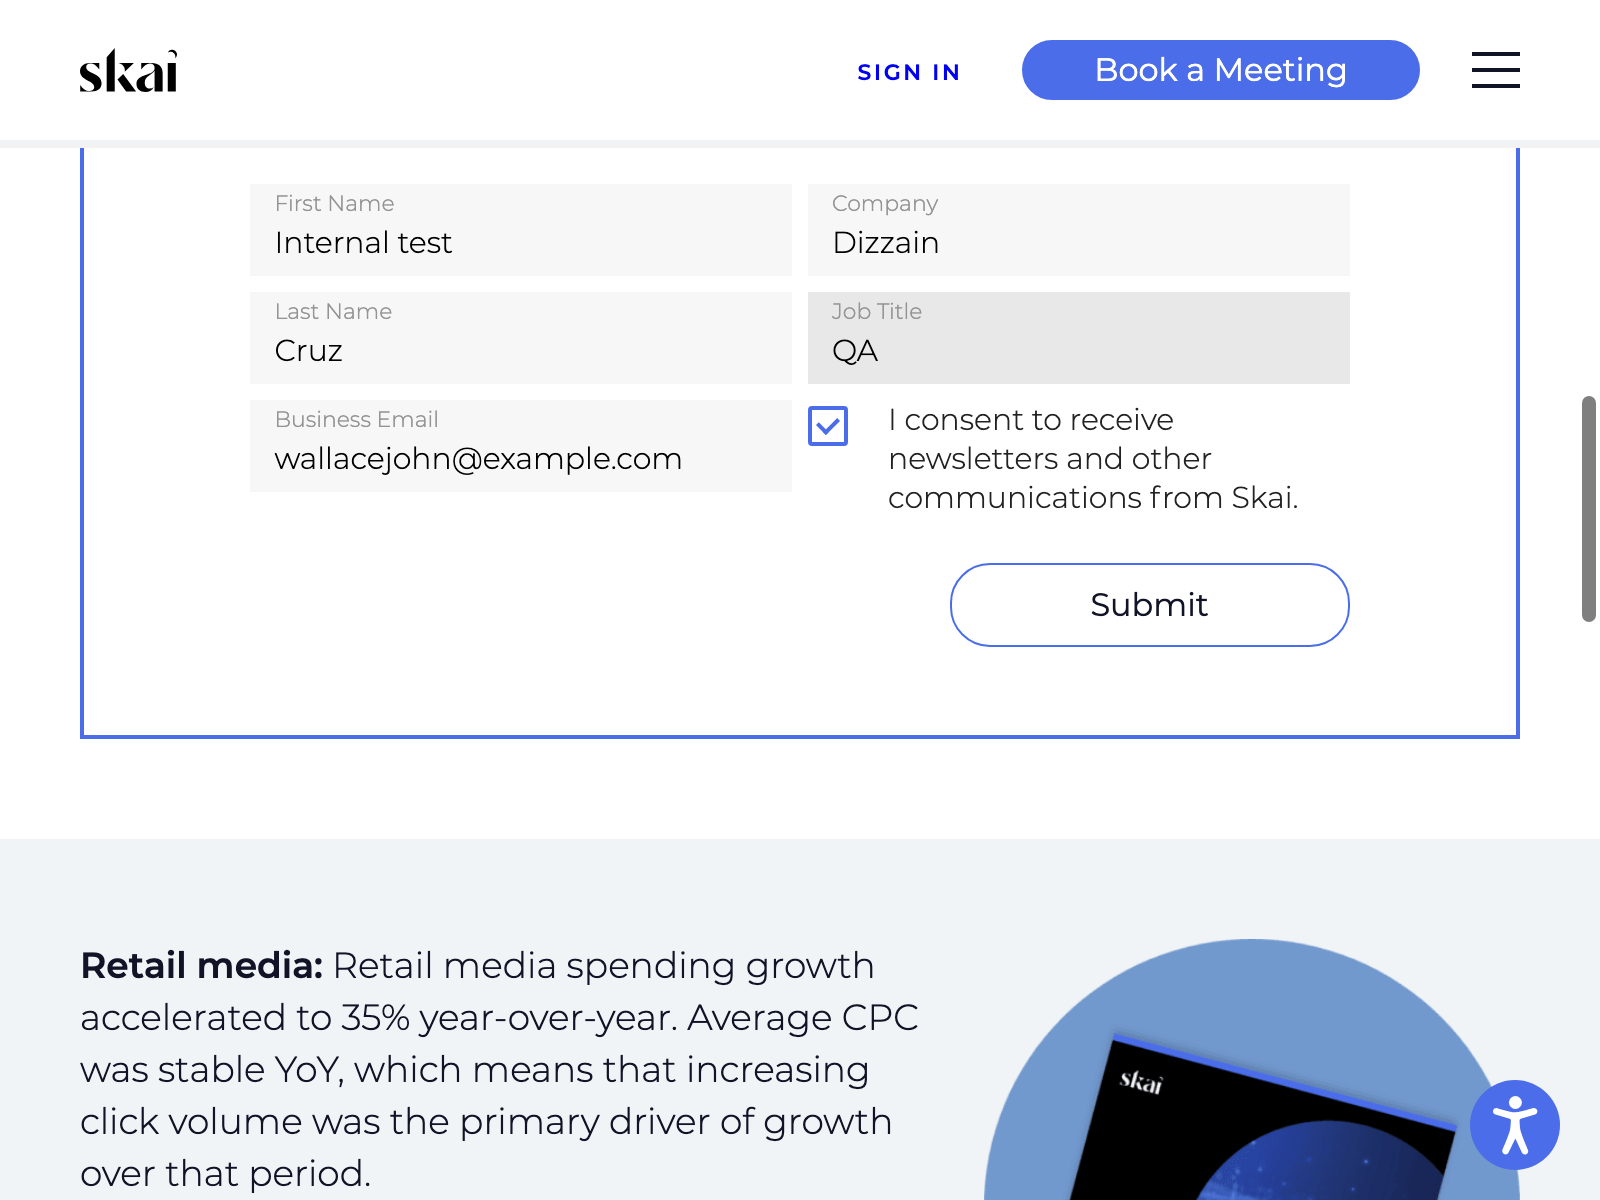 skai
SIGN IN
Book a Meeting
First Name
Internal test
Company
Dizzain
Last Name
Cruz
Job Title
QA
Business Email
wallacejohn@example.com
I consent to receive
newsletters and other
communications from Skai.
Submit
Retail media: Retail media spending growth
accelerated to 35% year-over-year. Average CPC
was stable YoY, which means that increasing
click volume was the primary driver of growth
over that period.
skai